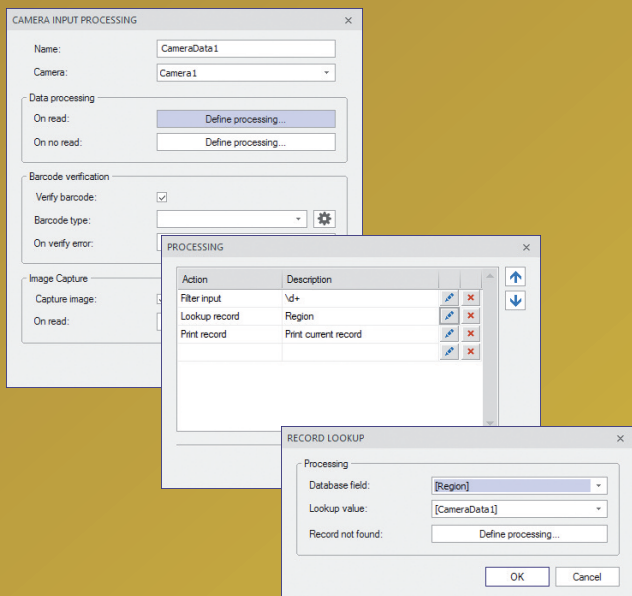 CAMERA INPUT PROCESSING
Name: CameraData1
Camera: Camera1
Data processing
On read: Define processing...
On no read: Define processing...
Barcode verification
Verify barcode:
Barcode type:
On verify error:
Image Capture
Capture image:
On read:
PROCESSING
Action Description
Filter input \d+
Lookup record Region
Print record Print current record
RECORD LOOKUP
Processing
Database field: [Region]
Lookup value: [CameraData1]
Record not found: Define processing...
OK Cancel